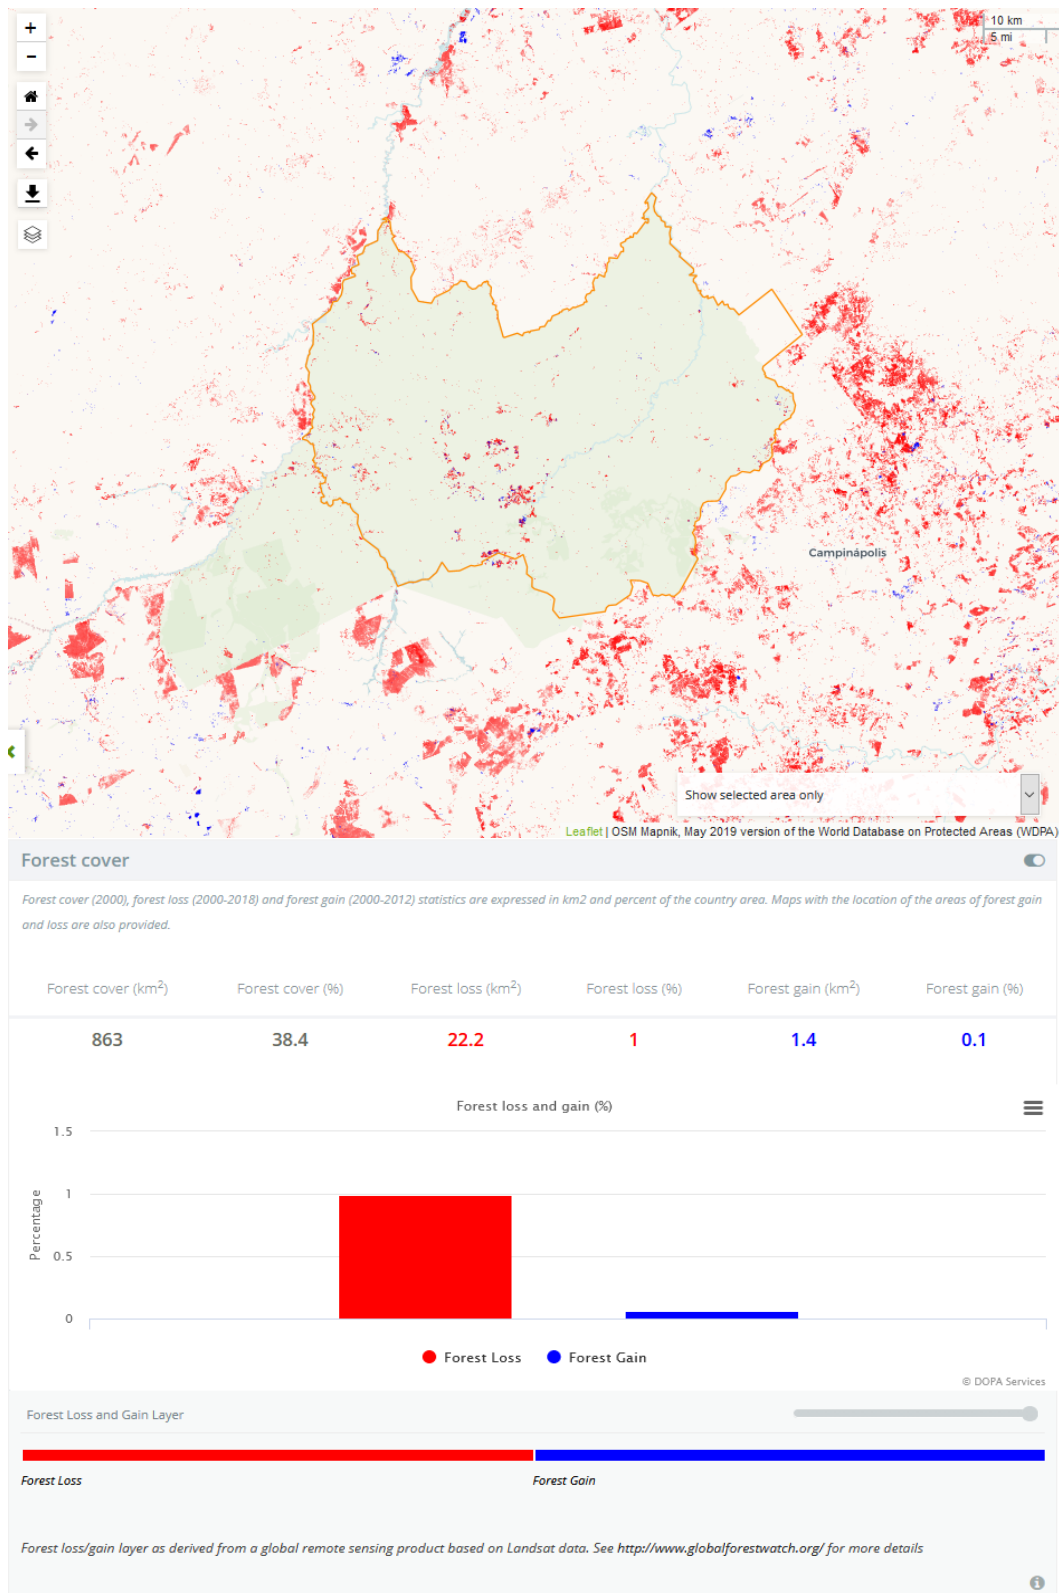 +
10 km
5 mi
−
Campinápolis
Show selected area only
Leaflet | OSM Mapnik, May 2019 version of the World Database on Protected Areas (WDPA)
Forest cover
Forest cover (2000), forest loss (2000-2018) and forest gain (2000-2012) statistics are expressed in km2 and percent of the country area. Maps with the location of the areas of forest gain
and loss are also provided.
Forest cover (km²) Forest cover (%) Forest loss (km²) Forest loss (%) Forest gain (km²) Forest gain (%)
863 38.4 22.2 1 1.4 0.1
Forest loss and gain (%)
1.5
1
Percentage
0.5
0
Forest Loss Forest Gain
© DOPA Services
Forest Loss and Gain Layer
Forest Loss Forest Gain
Forest loss/gain layer as derived from a global remote sensing product based on Landsat data. See http://www.globalforestwatch.org/ for more details